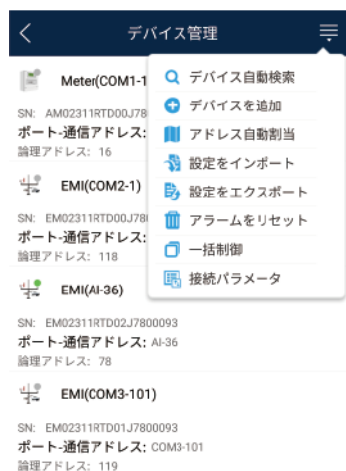 デバイス管理
Meter(COM1-1
SN: AM02311RTD00J78
ポート-通信アドレス:
論理アドレス: 16
EMI(COM2-1)
SN: EM02311RTD00J780
ポート-通信アドレス:
論理アドレス: 118
EMI(AI-36)
SN: EM02311RTD02J7800093
ポート-通信アドレス: AI-36
論理アドレス: 78
EMI(COM3-101)
SN: EM02311RTD01J7800093
ポート-通信アドレス: COM3-101
論理アドレス: 119
デバイス自動検索
デバイスを追加
アドレス自動割当
設定をインポート
設定をエクスポート
アラームをリセット
一括制御
接続パラメータ